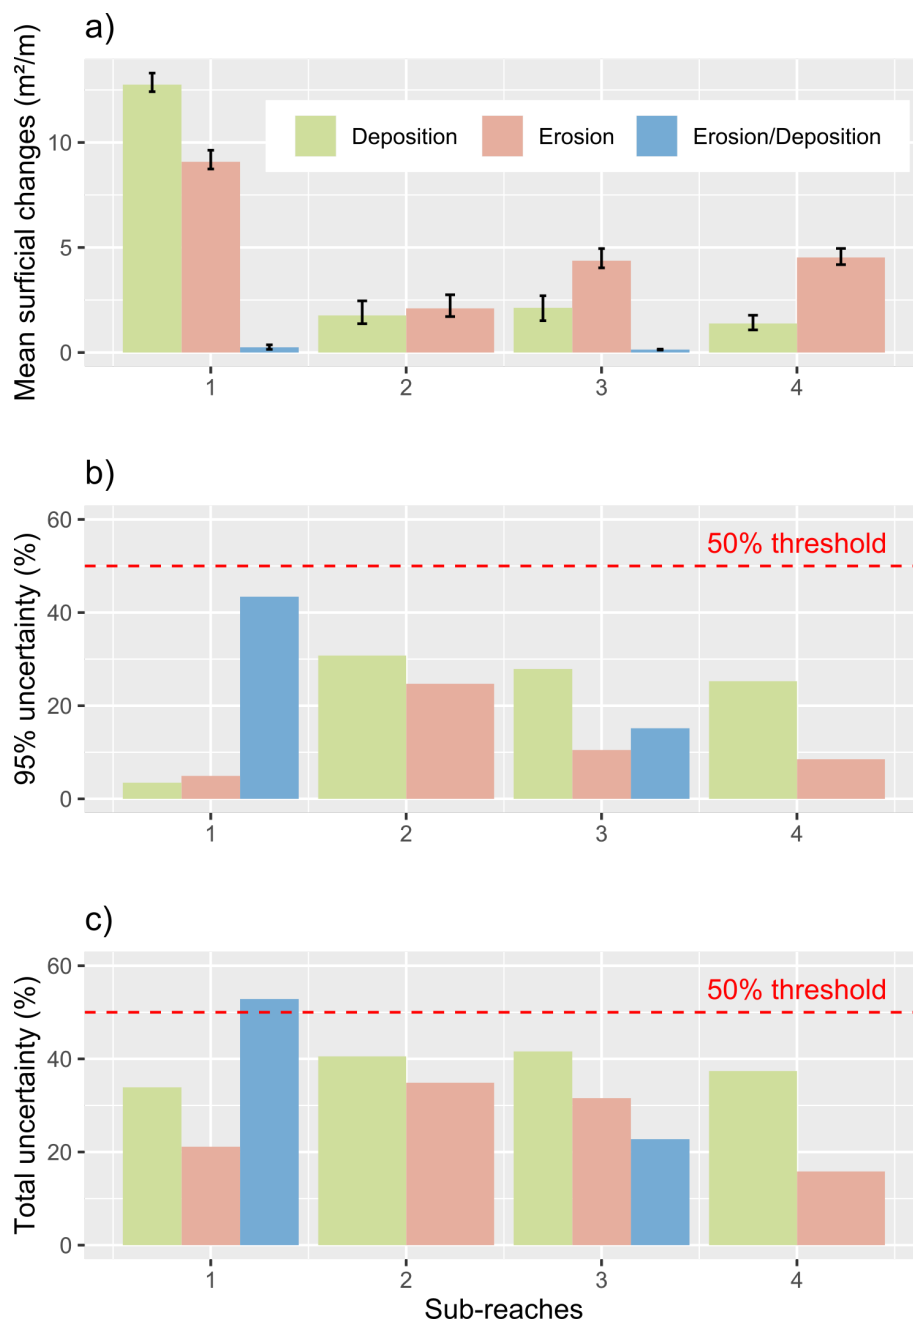 a)
Mean surficial changes (m²/m)
10
5
0
Deposition Erosion Erosion/Deposition
1 2 3 4
b)
95% uncertainty (%)
60
40
20
0
50% threshold
1 2 3 4
c)
Total uncertainty (%)
60
40
20
0
50% threshold
1 2 3 4
Sub-reaches